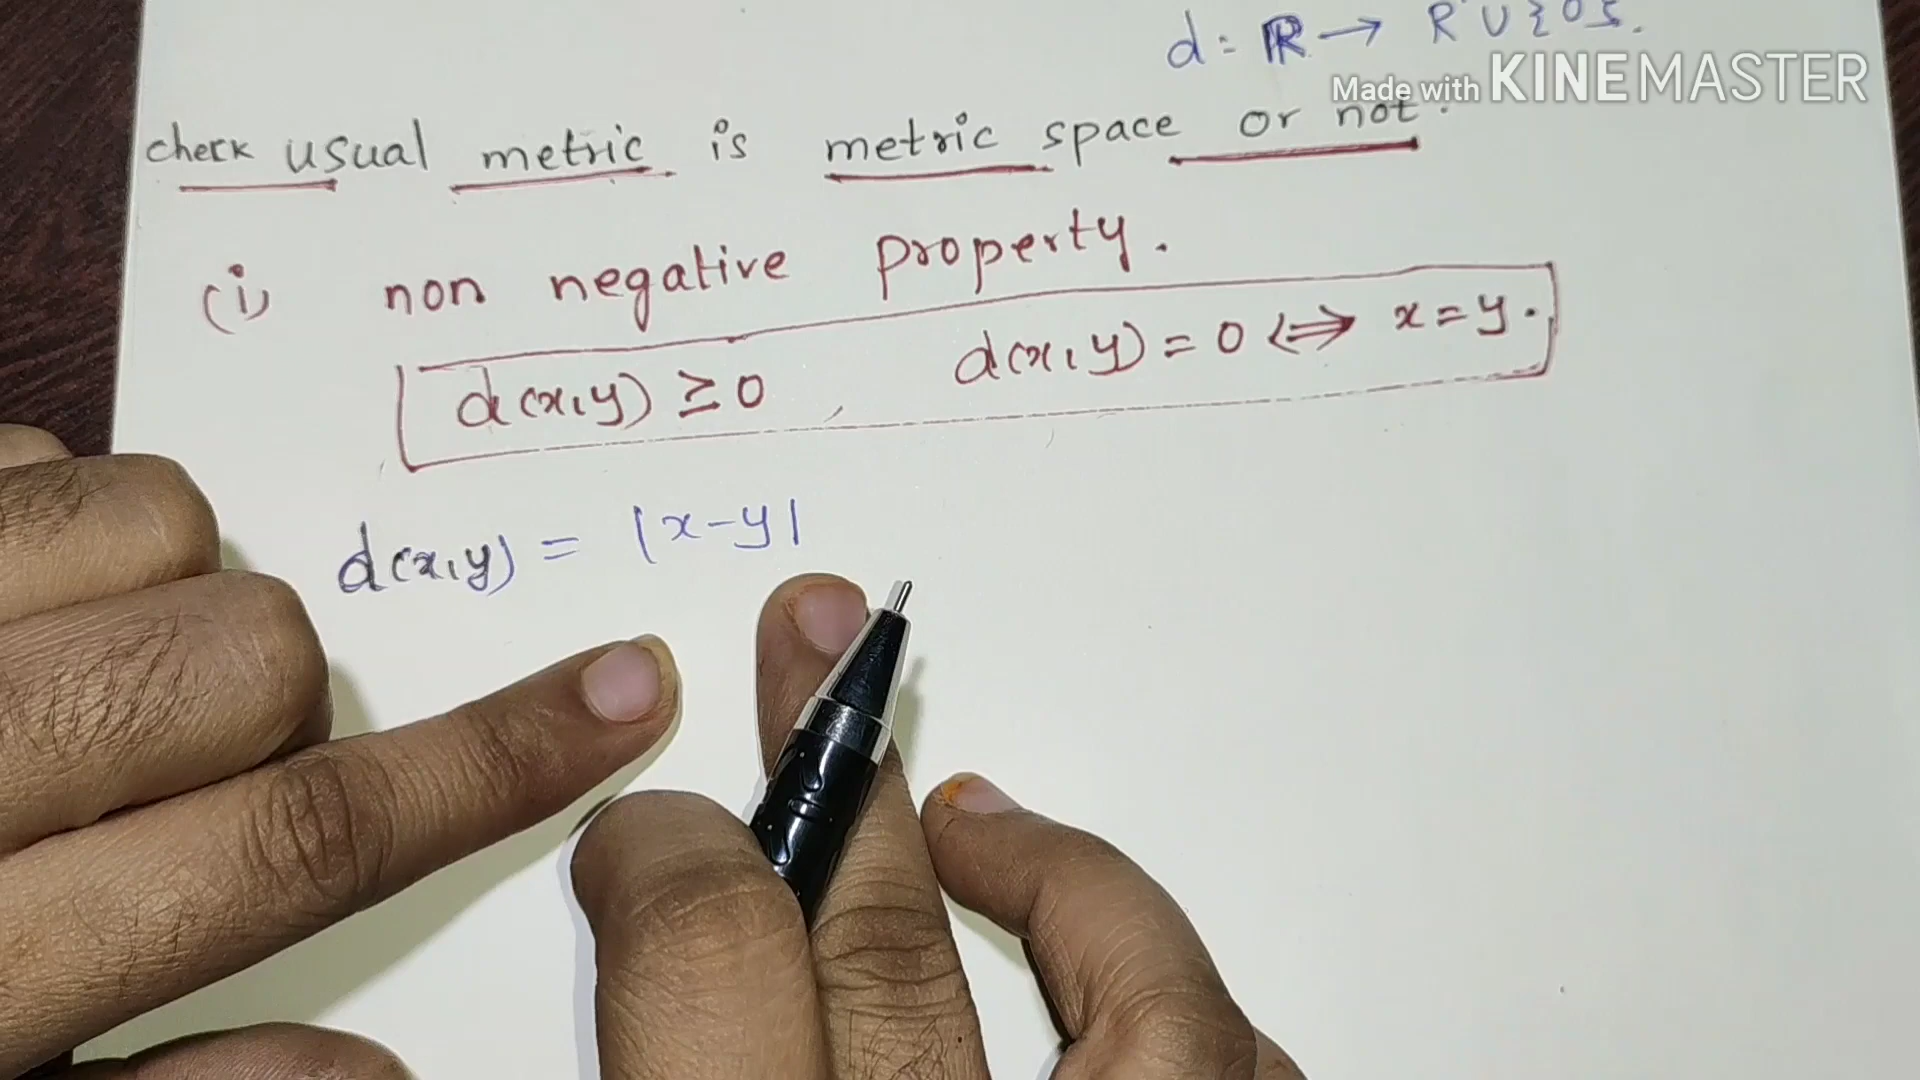 d = R → R ∪ {0}.
Made with KINEMASTER
check usual metric is metric space or not.
(i) non negative property.
d(x,y) ≥ 0 , d(x,y) = 0 ⟺ x = y.
d(x,y) = |x-y|